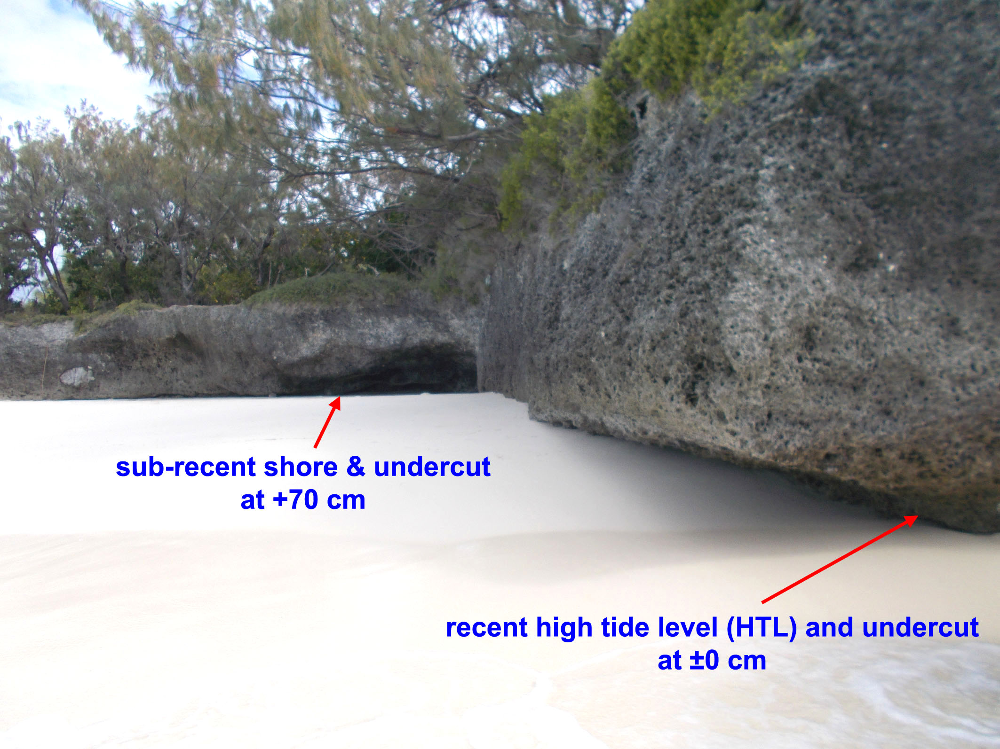 sub-recent shore & undercut
at +70 cm
recent high tide level (HTL) and undercut
at ±0 cm